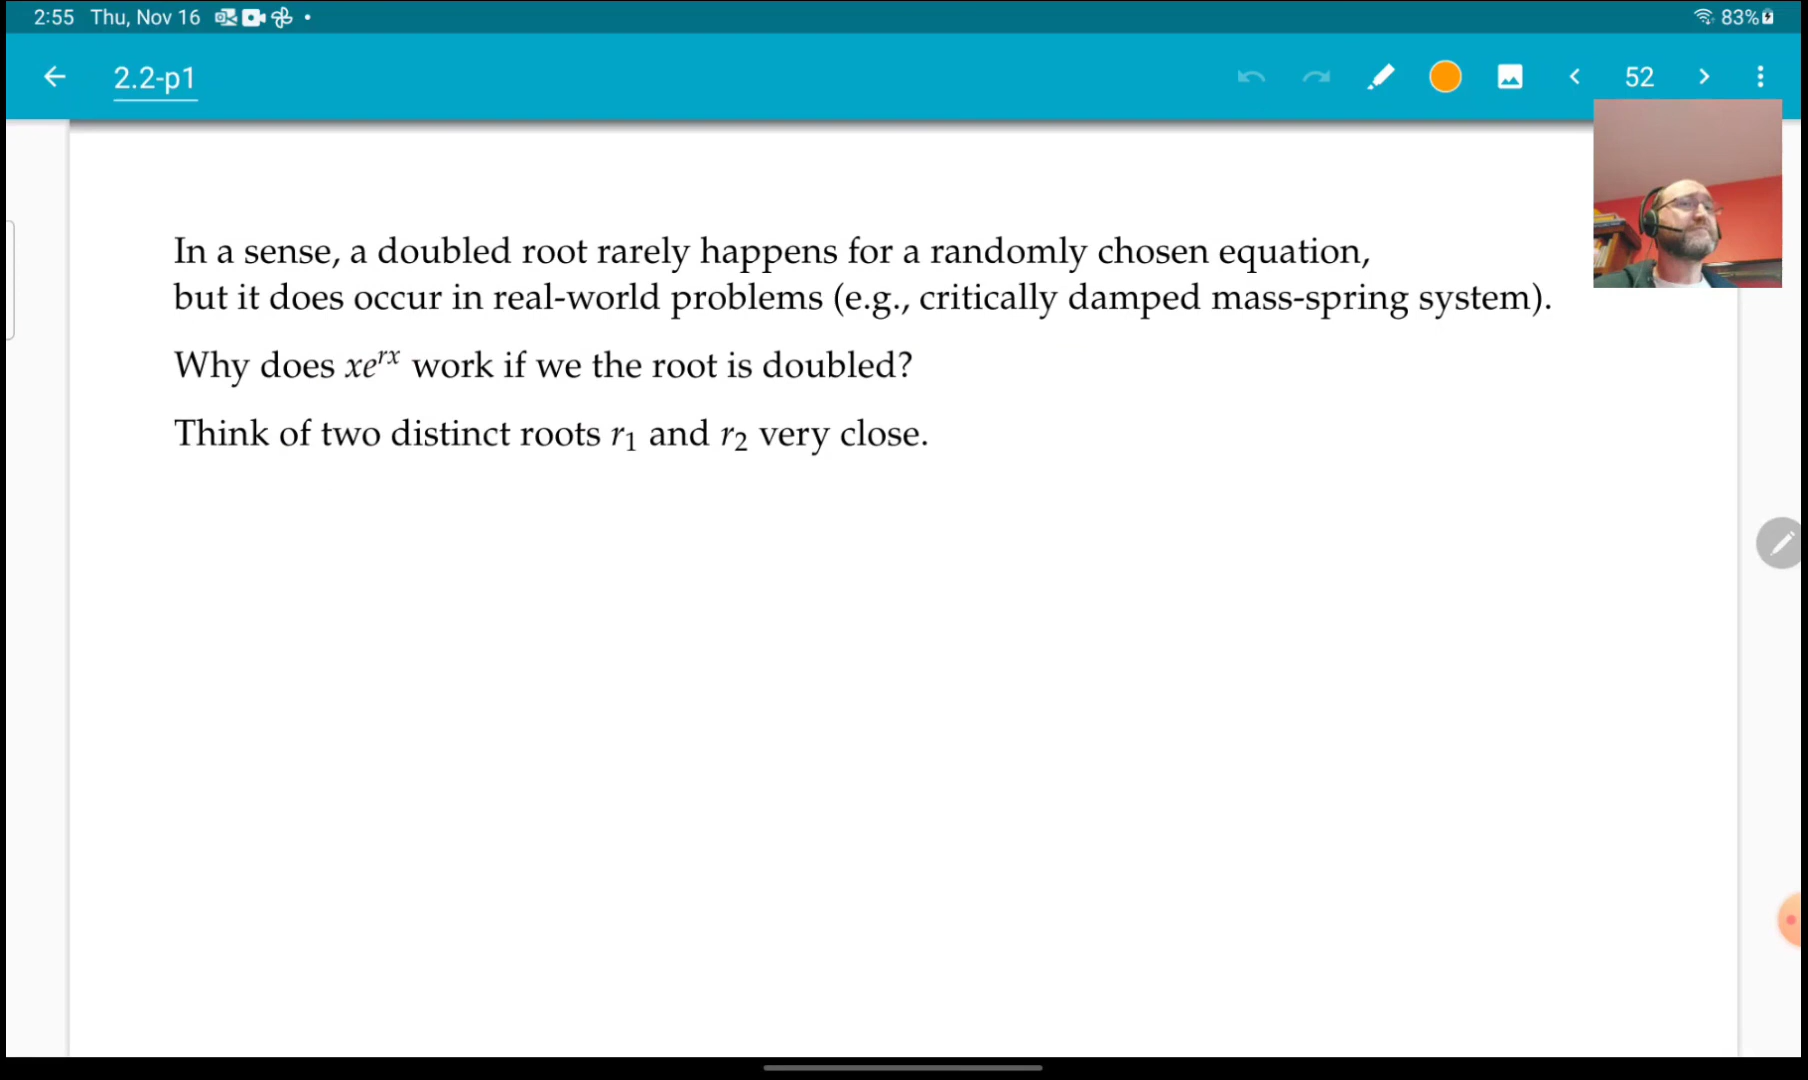 2:55 Thu, Nov 16
83%
2.2-p1
52
In a sense, a doubled root rarely happens for a randomly chosen equation,
but it does occur in real-world problems (e.g., critically damped mass-spring system).
Why does xe^{rx} work if we the root is doubled?
Think of two distinct roots r₁ and r₂ very close.